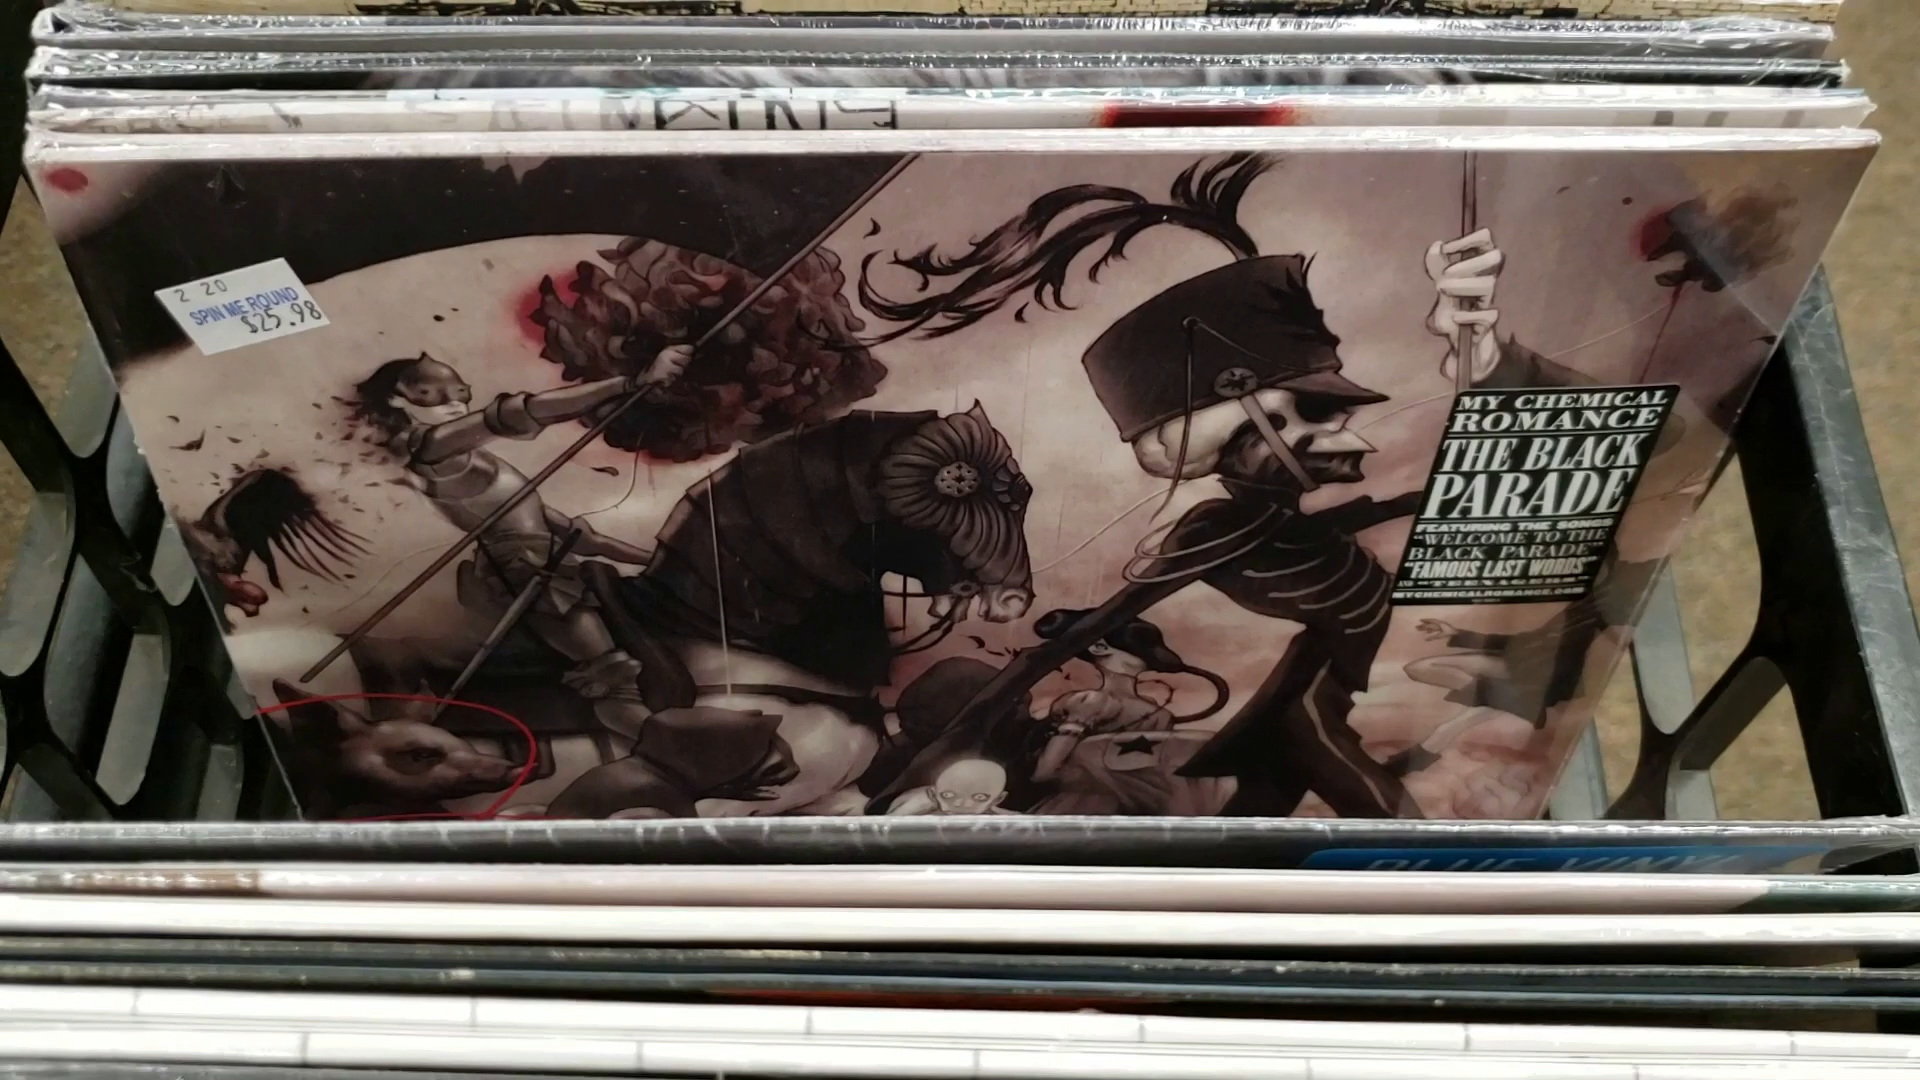 2 20
SPIN ME ROUND
$25.98
MY CHEMICAL
ROMANCE
THE BLACK
PARADE
FEATURING THE SONGS
"WELCOME TO THE
BLACK PARADE"
"FAMOUS LAST WORDS"
AND "TEENAGERS"
MYCHEMICALROMANCE.COM
BLUE VINYL